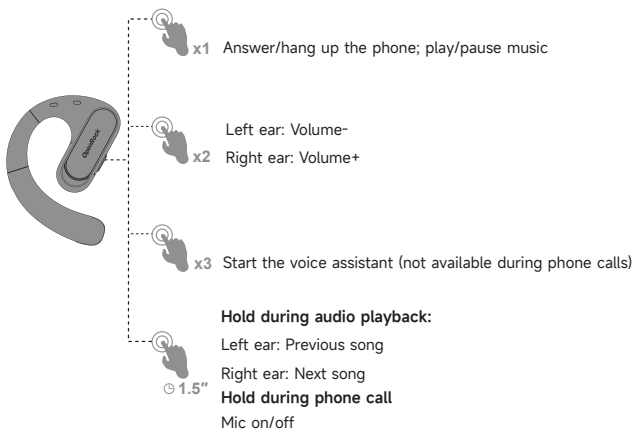 x1 Answer/hang up the phone; play/pause music
OpenRock
Left ear: Volume-
x2 Right ear: Volume+
x3 Start the voice assistant (not available during phone calls)
Hold during audio playback:
Left ear: Previous song
Right ear: Next song
1.5"
Hold during phone call
Mic on/off